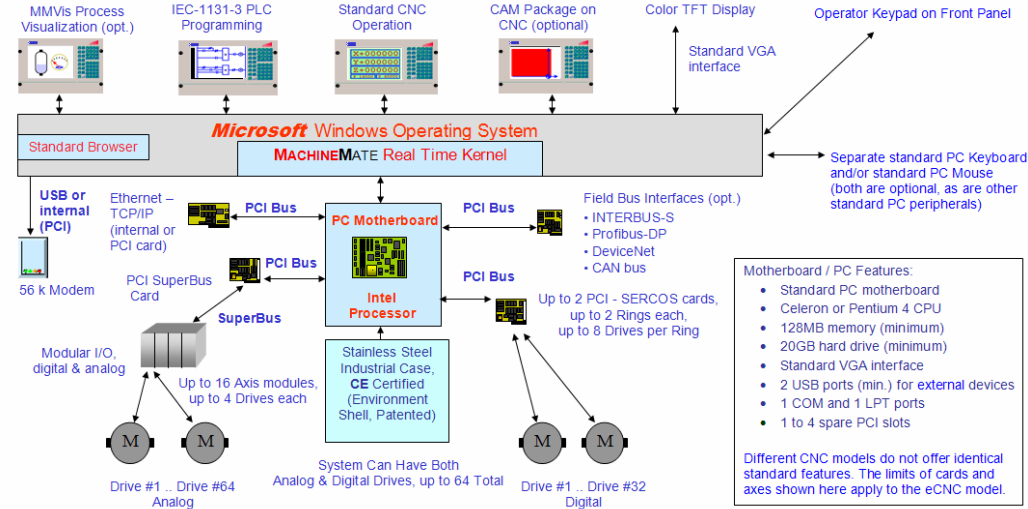 MMVis Process
Visualization (opt.)
IEC-1131-3 PLC
Programming
Standard CNC
Operation
CAM Package on
CNC (optional)
Color TFT Display
Operator Keypad on Front Panel
Standard VGA
interface
Microsoft Windows Operating System
Standard Browser
MACHINEMATE Real Time Kernel
Separate standard PC Keyboard
and/or standard PC Mouse
(both are optional, as are other
standard PC peripherals)
USB or
internal
(PCI)
56 k Modem
Ethernet –
TCP/IP
(internal or
PCI card)
PCI Bus
PC Motherboard
Intel
Processor
PCI Bus
Field Bus Interfaces (opt.)
• INTERBUS-S
• Profibus-DP
• DeviceNet
• CAN bus
PCI Bus
PCI SuperBus
Card
SuperBus
PCI Bus
Up to 2 PCI - SERCOS cards,
up to 2 Rings each,
up to 8 Drives per Ring
Modular I/O,
digital & analog
Up to 16 Axis modules,
up to 4 Drives each
Stainless Steel
Industrial Case,
CE Certified
(Environment
Shell, Patented)
M
M
M
M
Drive #1 .. Drive #64
Analog
System Can Have Both
Analog & Digital Drives, up to 64 Total
Drive #1 .. Drive #32
Digital
Motherboard / PC Features:
• Standard PC motherboard
• Celeron or Pentium 4 CPU
• 128MB memory (minimum)
• 20GB hard drive (minimum)
• Standard VGA interface
• 2 USB ports (min.) for external devices
• 1 COM and 1 LPT ports
• 1 to 4 spare PCI slots
Different CNC models do not offer identical
standard features. The limits of cards and
axes shown here apply to the eCNC model.